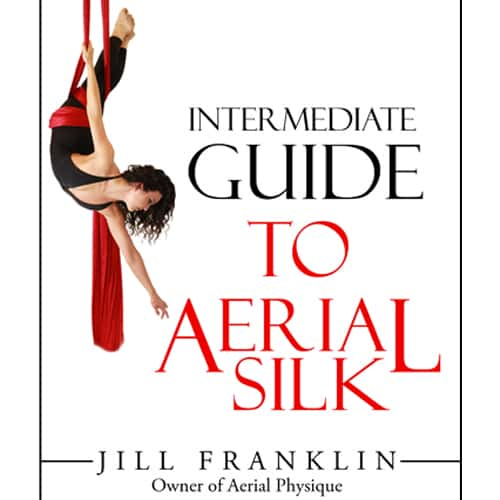 INTERMEDIATE
GUIDE
TO
AERIAL
SILK
JILL FRANKLIN
Owner of Aerial Physique